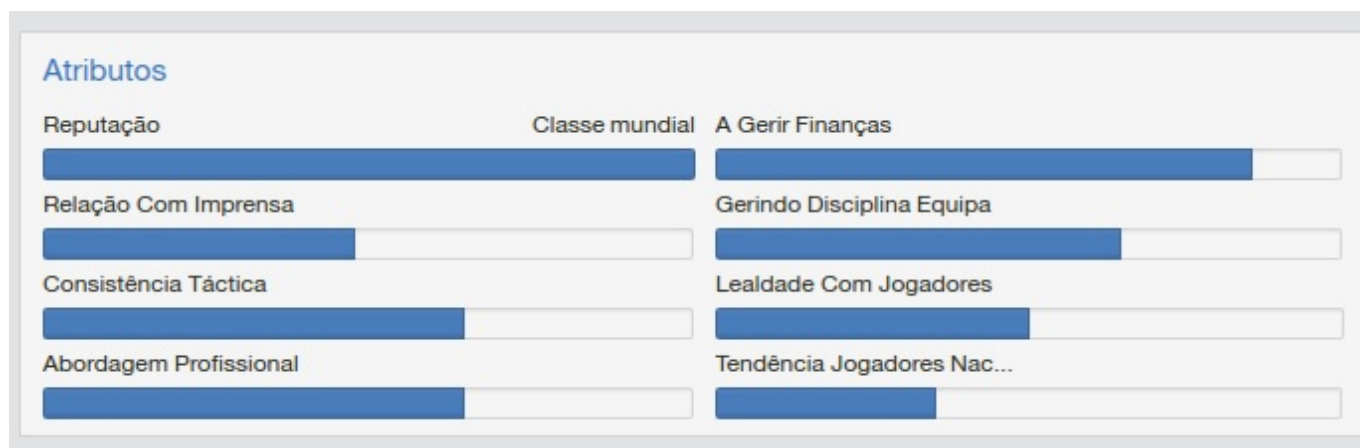 Atributos
Reputação Classe mundial
A Gerir Finanças
Relação Com Imprensa
Gerindo Disciplina Equipa
Consistência Táctica
Lealdade Com Jogadores
Abordagem Profissional
Tendência Jogadores Nac...